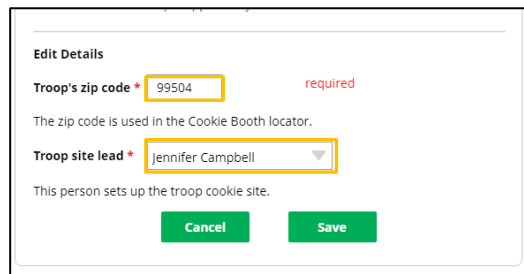 Edit Details
Troop's zip code * 99504 required
The zip code is used in the Cookie Booth locator.
Troop site lead * Jennifer Campbell
This person sets up the troop cookie site.
Cancel Save